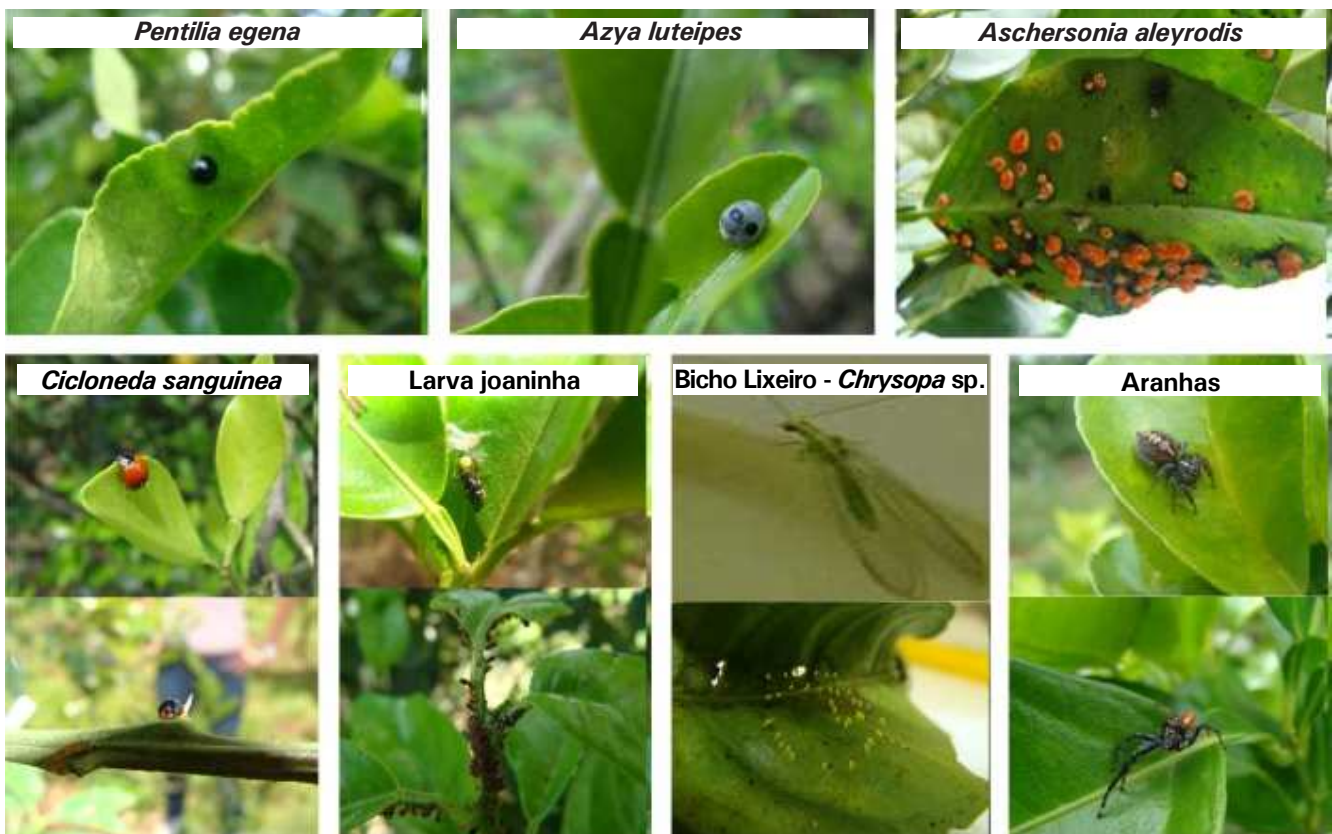 Pentilia egena
Azya luteipes
Aschersonia aleyrodis
Cicloneda sanguinea
Larva joaninha
Bicho Lixeiro - Chrysopa sp.
Aranhas